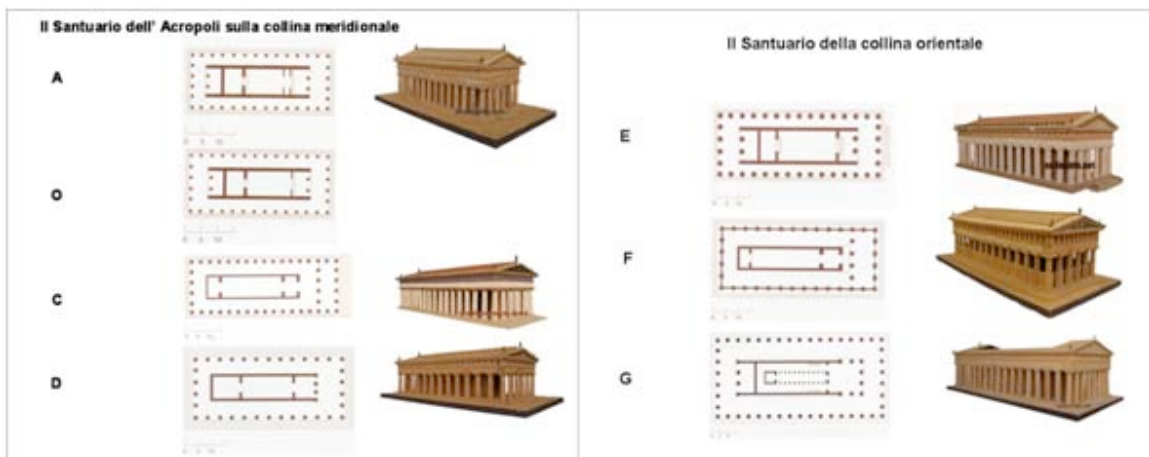 Il Santuario dell' Acropoli sulla collina meridionale
A
O
C
D
Il Santuario della collina orientale
E
F
G